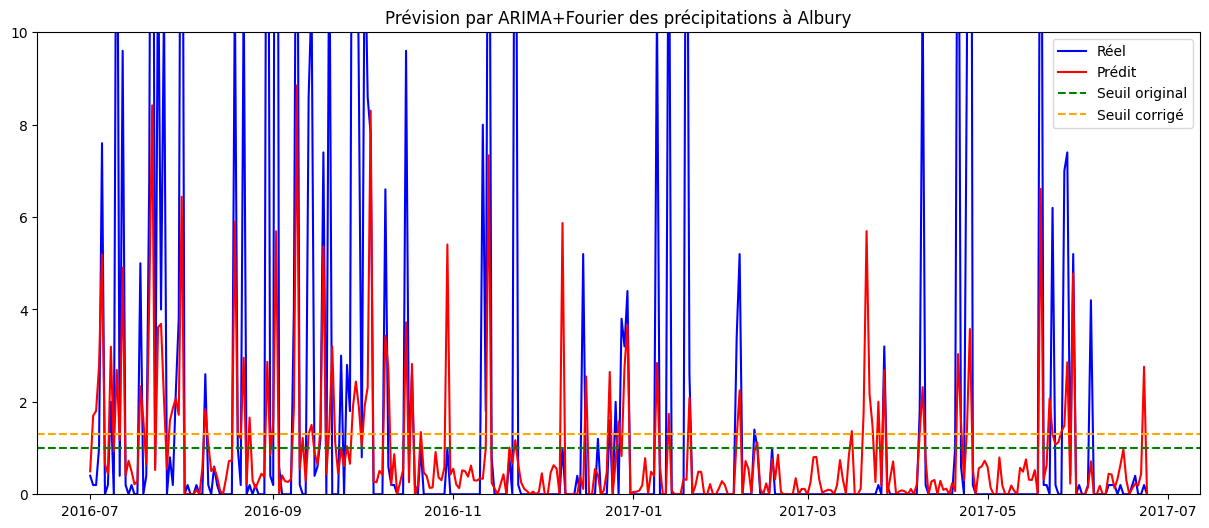 Prévision par ARIMA+Fourier des précipitations à Albury
10
8
6
4
2
0
Réel
Prédit
Seuil original
Seuil corrigé
2016-07
2016-09
2016-11
2017-01
2017-03
2017-05
2017-07